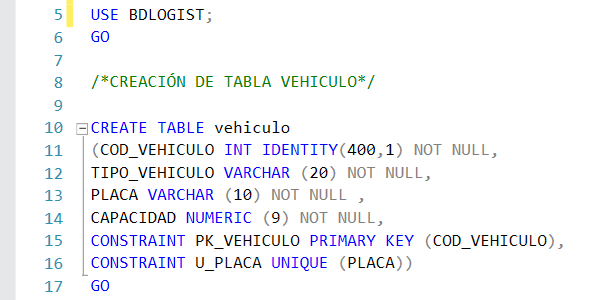 5 USE BDLOGIST;
6 GO
7
8 /*CREACIÓN DE TABLA VEHICULO*/
9
10 CREATE TABLE vehiculo
11 (COD_VEHICULO INT IDENTITY(400,1) NOT NULL,
12 TIPO_VEHICULO VARCHAR (20) NOT NULL,
13 PLACA VARCHAR (10) NOT NULL ,
14 CAPACIDAD NUMERIC (9) NOT NULL,
15 CONSTRAINT PK_VEHICULO PRIMARY KEY (COD_VEHICULO),
16 CONSTRAINT U_PLACA UNIQUE (PLACA))
17 GO